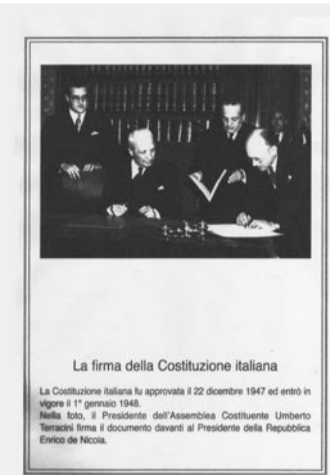 La firma della Costituzione italiana
La Costituzione italiana fu approvata il 22 dicembre 1947 ed entrò in
vigore il 1° gennaio 1948.
Nella foto, il Presidente dell'Assemblea Costituente Umberto
Terracini firma il documento davanti al Presidente della Repubblica
Enrico de Nicola.